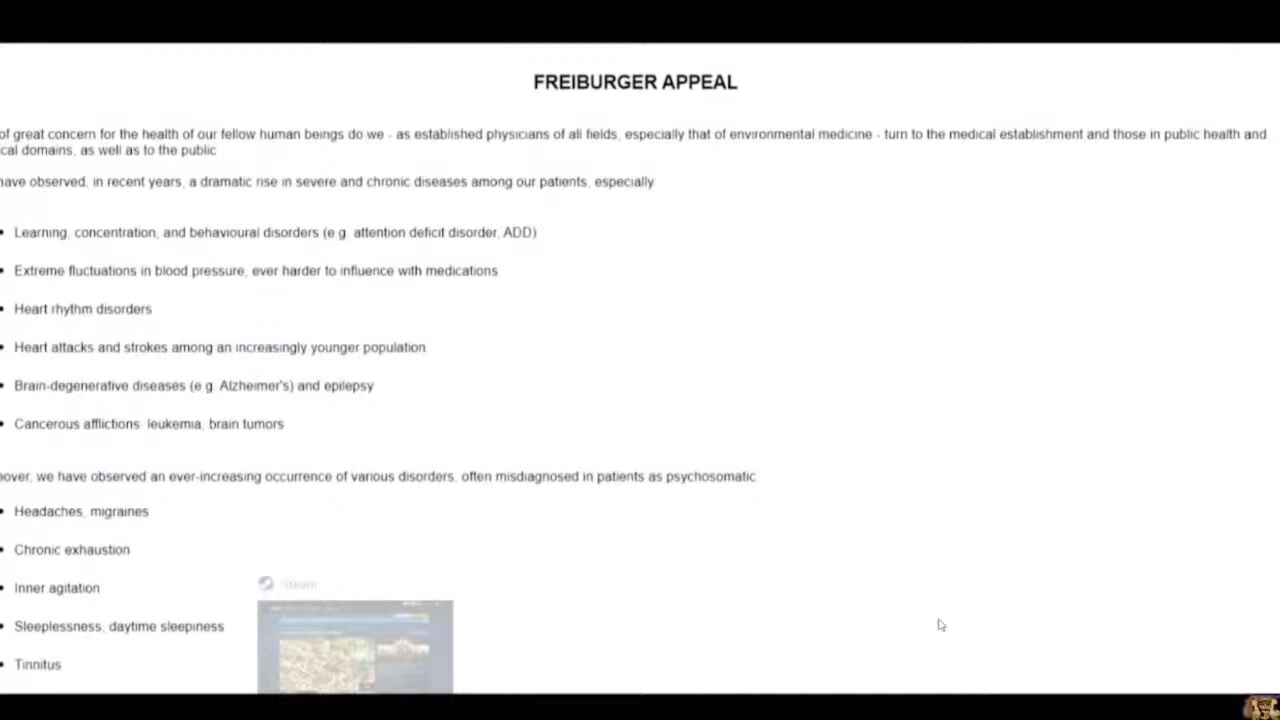 FREIBURGER APPEAL
of great concern for the health of our fellow human beings do we - as established physicians of all fields, especially that of environmental medicine - turn to the medical establishment and those in public health and
cal domains, as well as to the public
have observed, in recent years, a dramatic rise in severe and chronic diseases among our patients, especially
• Learning, concentration, and behavioural disorders (e g attention deficit disorder, ADD)
• Extreme fluctuations in blood pressure, ever harder to influence with medications
• Heart rhythm disorders
• Heart attacks and strokes among an increasingly younger population
• Brain-degenerative diseases (e g Alzheimer's) and epilepsy
• Cancerous afflictions leukemia, brain tumors
eover, we have observed an ever-increasing occurrence of various disorders, often misdiagnosed in patients as psychosomatic
• Headaches, migraines
• Chronic exhaustion
• Inner agitation
Steam
• Sleeplessness, daytime sleepiness
• Tinnitus